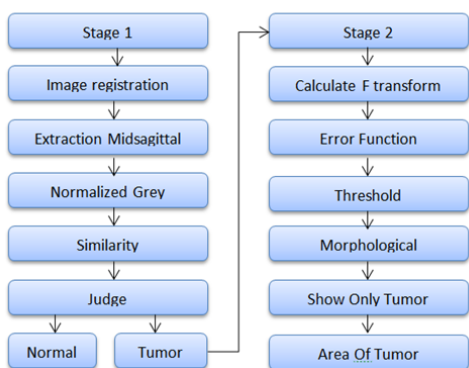 Stage 1
Image registration
Extraction Midsagittal
Normalized Grey
Similarity
Judge
Normal
Tumor
Stage 2
Calculate F transform
Error Function
Threshold
Morphological
Show Only Tumor
Area Of Tumor